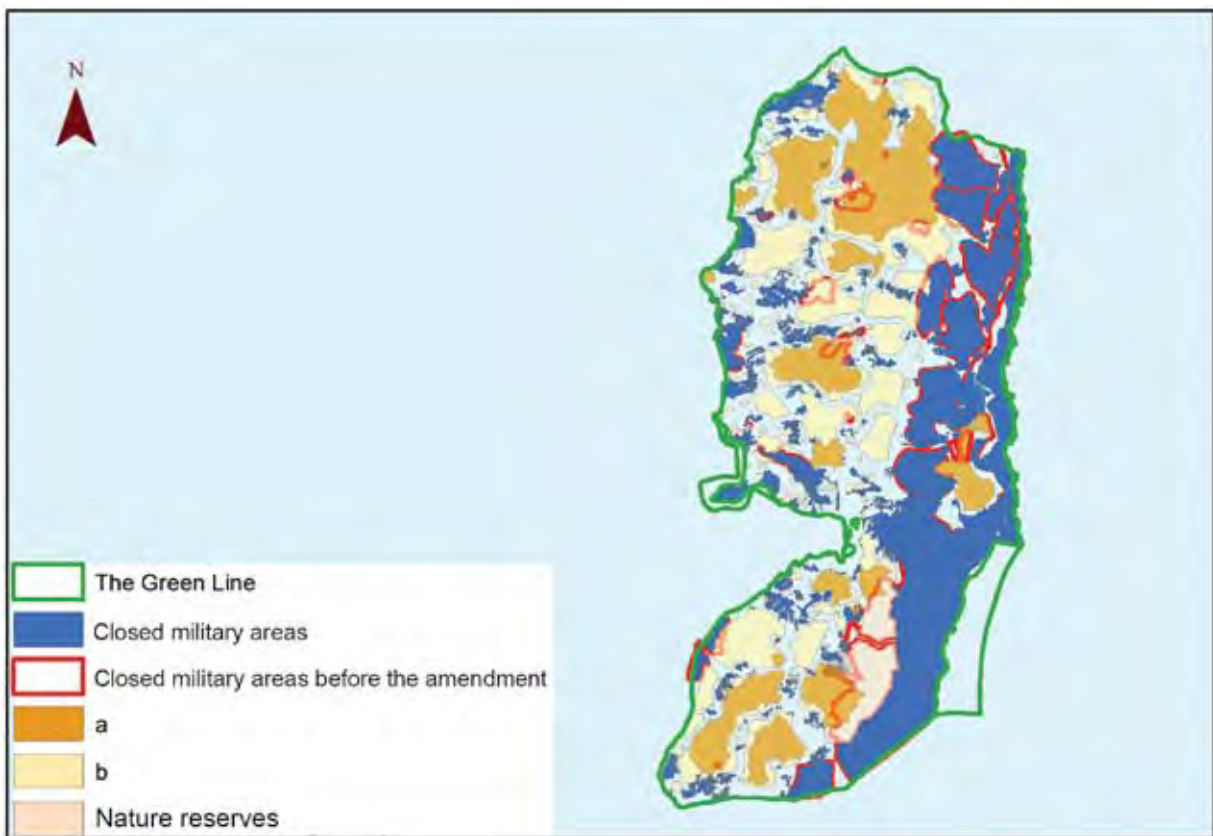 N
The Green Line
Closed military areas
Closed military areas before the amendment
a
b
Nature reserves